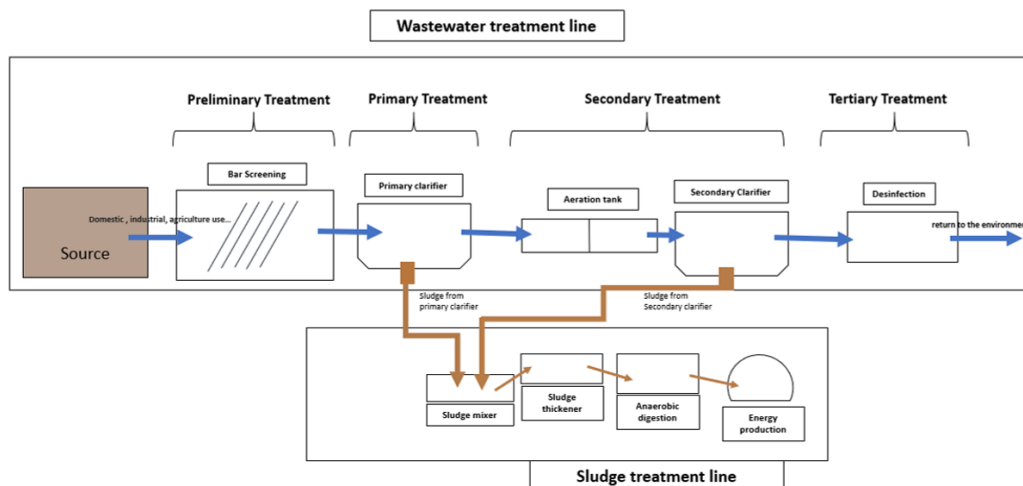 Wastewater treatment line
Preliminary Treatment
Primary Treatment
Secondary Treatment
Tertiary Treatment
Bar Screening
Primary clarifier
Aeration tank
Secondary Clarifier
Desinfection
Domestic , industrial, agriculture use...
Source
return to the environmen
Sludge from
primary clarifier
Sludge from
Secondary clarifier
Sludge mixer
Sludge
thickener
Anaerobic
digestion
Energy
production
Sludge treatment line